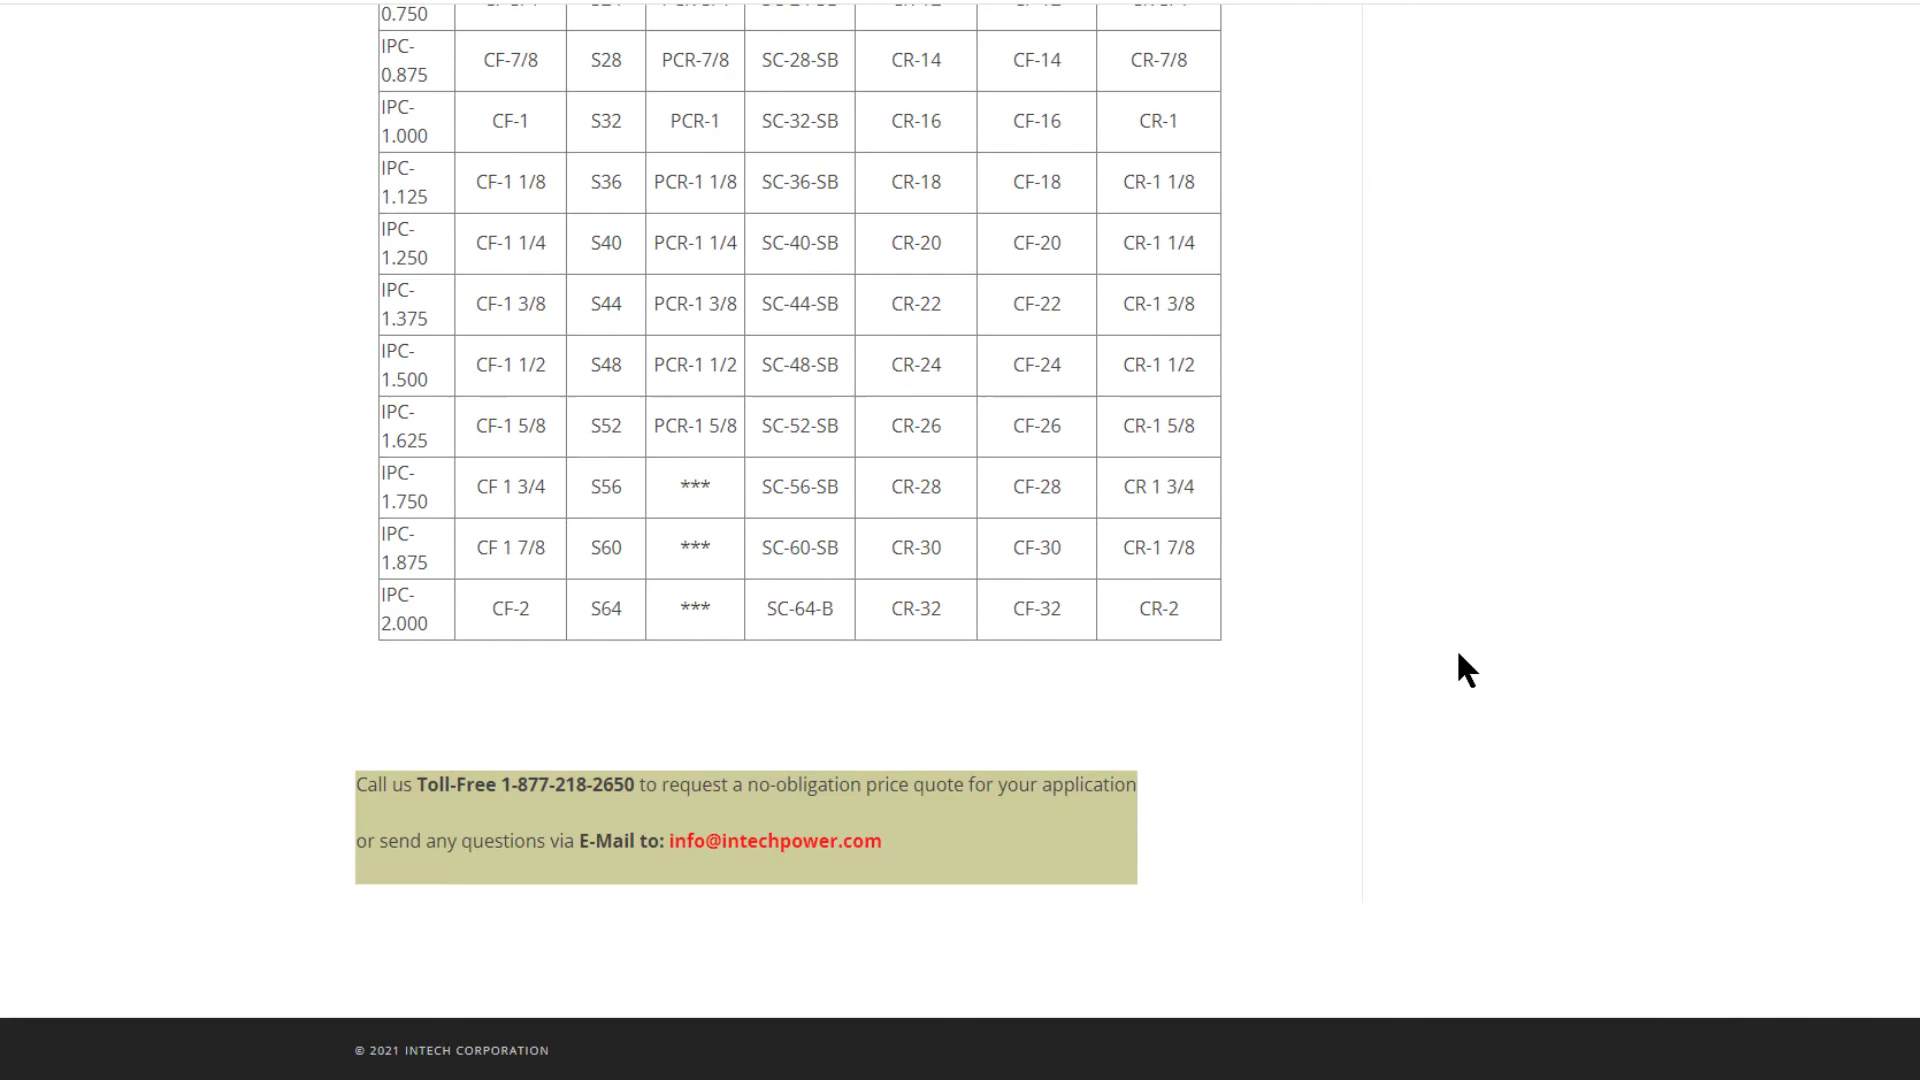 0.750
IPC-
0.875
CF-7/8 S28 PCR-7/8 SC-28-SB CR-14 CF-14 CR-7/8
IPC-
1.000
CF-1 S32 PCR-1 SC-32-SB CR-16 CF-16 CR-1
IPC-
1.125
CF-1 1/8 S36 PCR-1 1/8 SC-36-SB CR-18 CF-18 CR-1 1/8
IPC-
1.250
CF-1 1/4 S40 PCR-1 1/4 SC-40-SB CR-20 CF-20 CR-1 1/4
IPC-
1.375
CF-1 3/8 S44 PCR-1 3/8 SC-44-SB CR-22 CF-22 CR-1 3/8
IPC-
1.500
CF-1 1/2 S48 PCR-1 1/2 SC-48-SB CR-24 CF-24 CR-1 1/2
IPC-
1.625
CF-1 5/8 S52 PCR-1 5/8 SC-52-SB CR-26 CF-26 CR-1 5/8
IPC-
1.750
CF 1 3/4 S56 *** SC-56-SB CR-28 CF-28 CR 1 3/4
IPC-
1.875
CF 1 7/8 S60 *** SC-60-SB CR-30 CF-30 CR-1 7/8
IPC-
2.000
CF-2 S64 *** SC-64-B CR-32 CF-32 CR-2
Call us Toll-Free 1-877-218-2650 to request a no-obligation price quote for your application
or send any questions via E-Mail to: info@intechpower.com
© 2021 INTECH CORPORATION